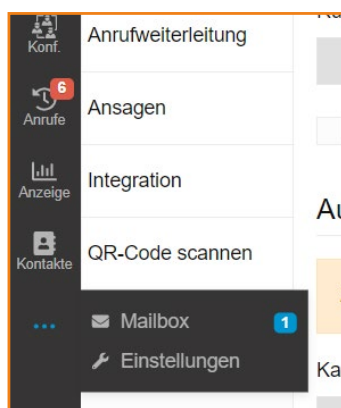 Konf.
Anrufweiterleitung
6
Anrufe
Ansagen
Anzeige
Integration
Au
Kontakte
QR-Code scannen
Mailbox
1
Einstellungen
Ka